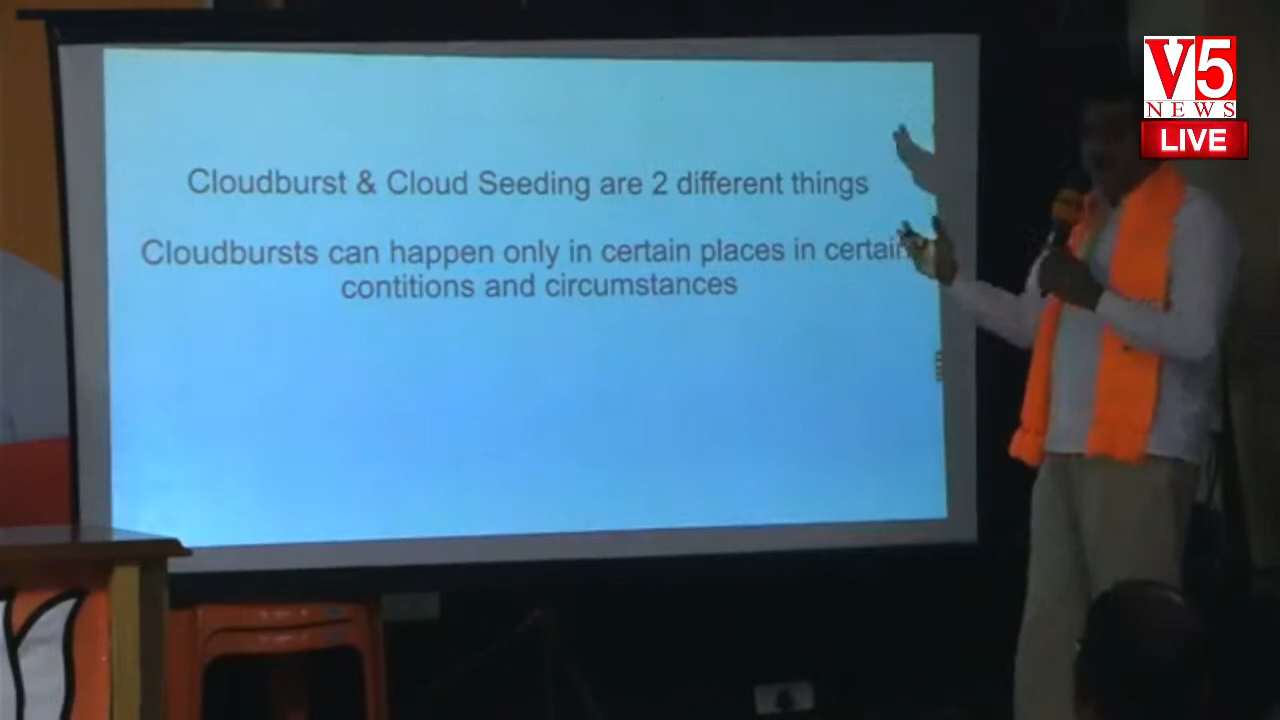 V5
NEWS
LIVE
Cloudburst & Cloud Seeding are 2 different things
Cloudbursts can happen only in certain places in certain
contitions and circumstances